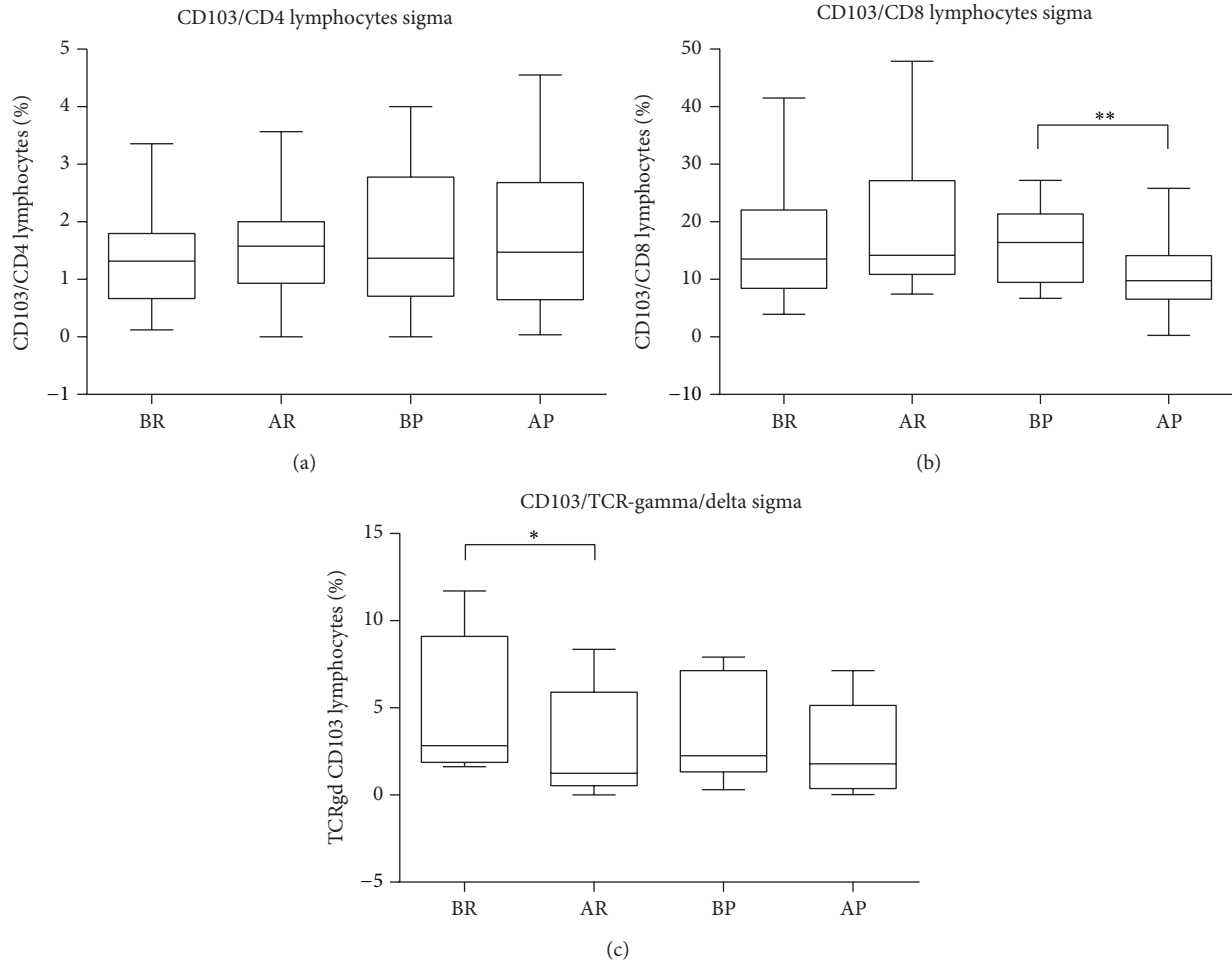 CD103/CD4 lymphocytes sigma
CD103/CD4 lymphocytes (%)
5
4
3
2
1
0
−1
BR AR BP AP
(a)
CD103/CD8 lymphocytes sigma
CD103/CD8 lymphocytes (%)
50
40
30
20
10
0
−10
**
BR AR BP AP
(b)
CD103/TCR-gamma/delta sigma
TCRgd CD103 lymphocytes (%)
15
10
5
0
−5
*
BR AR BP AP
(c)